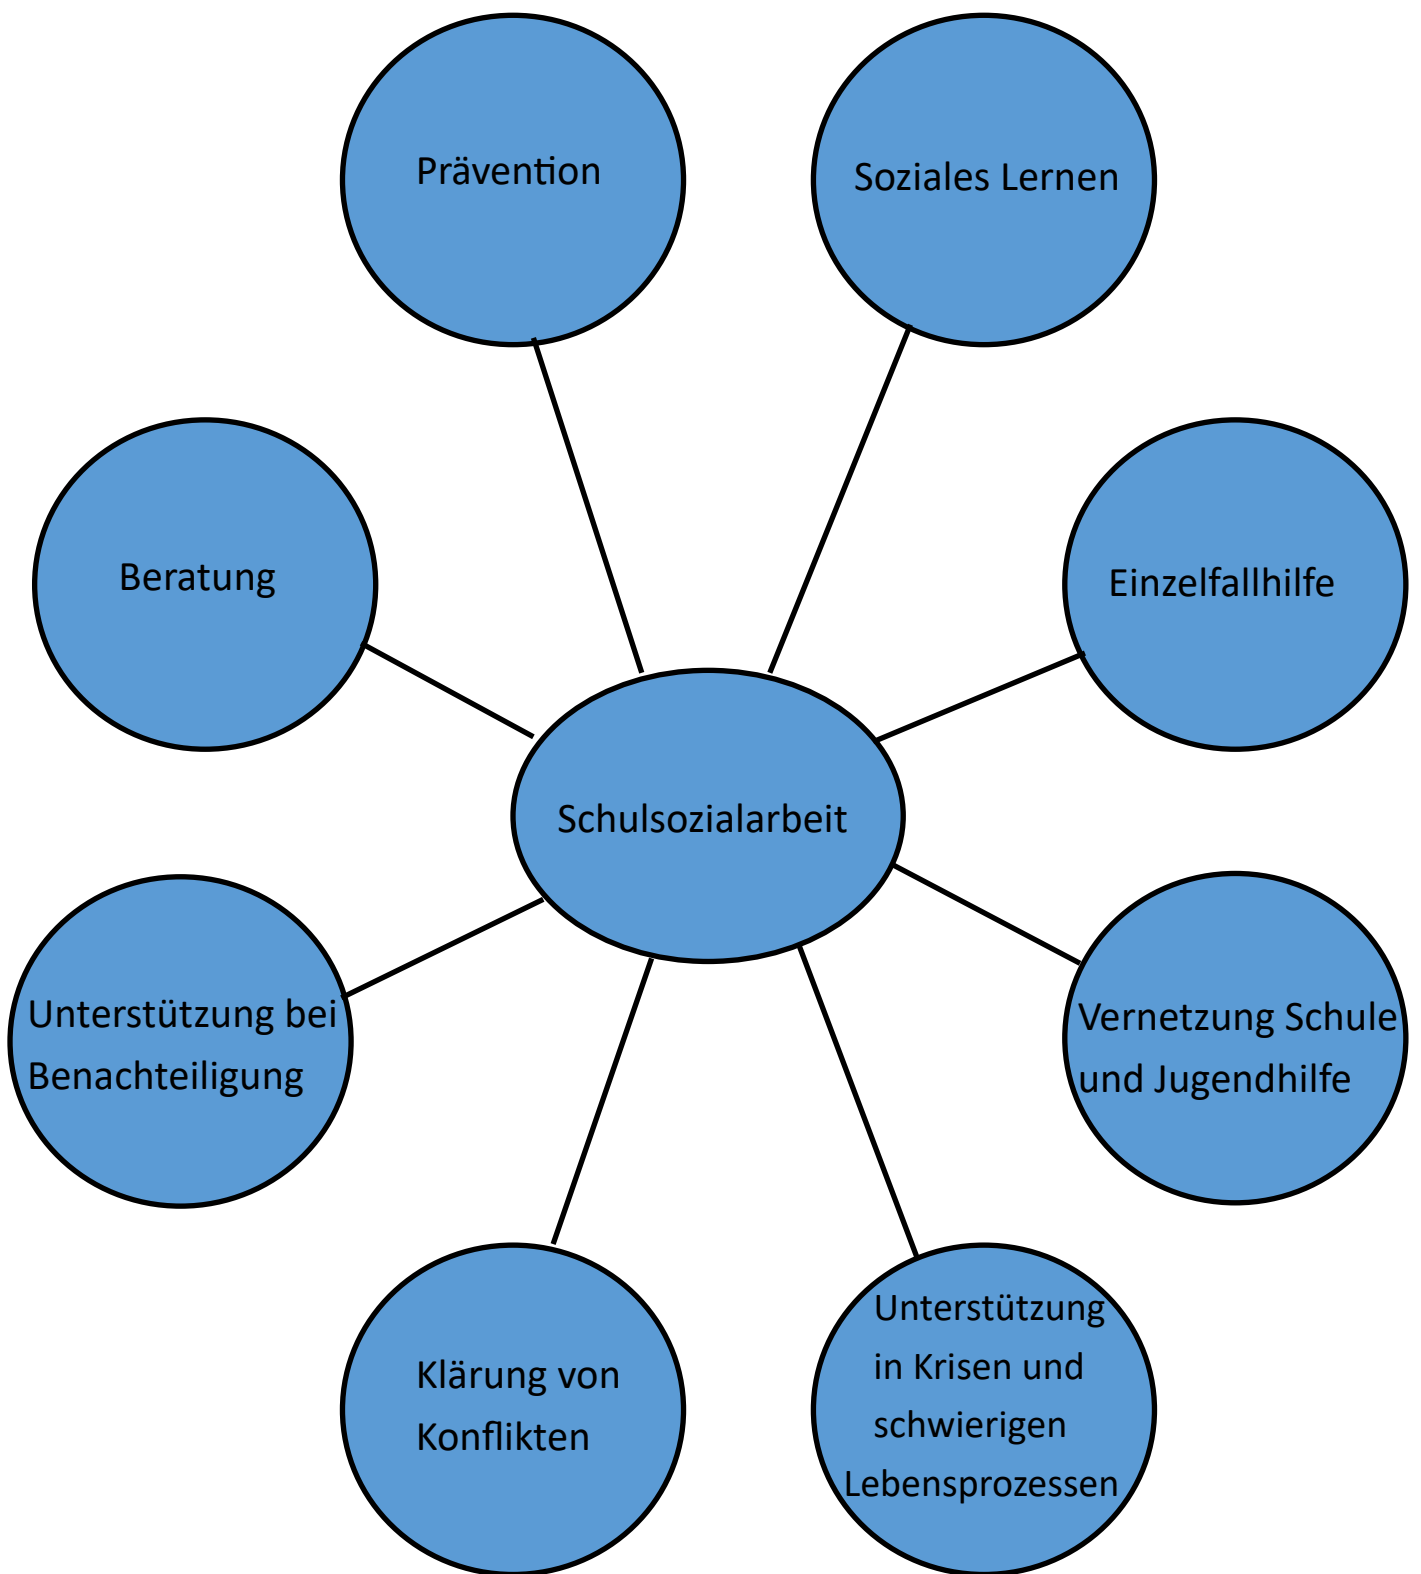 Prävention
Soziales Lernen
Beratung
Einzelfallhilfe
Schulsozialarbeit
Unterstützung bei
Benachteiligung
Vernetzung Schule
und Jugendhilfe
Klärung von
Konflikten
Unterstützung
in Krisen und
schwierigen
Lebensprozessen